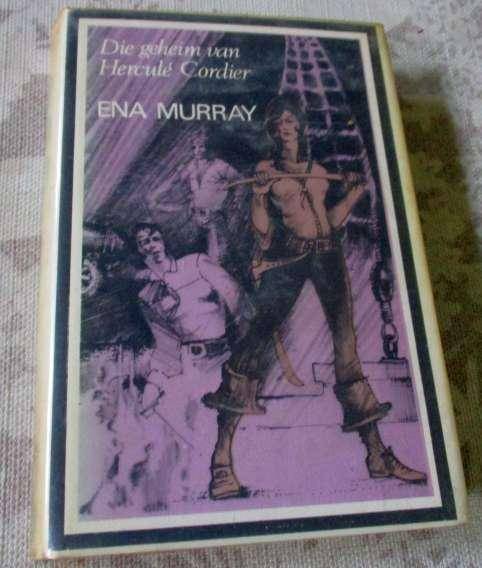 Die geheim van
Herculé Cordier
ENA MURRAY